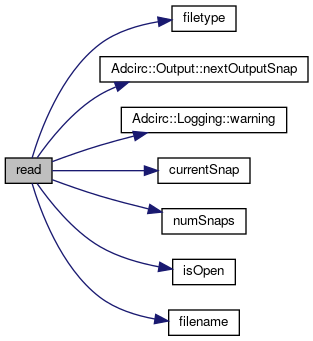 filetype
Adcirc::Output::nextOutputSnap
Adcirc::Logging::warning
read
currentSnap
numSnaps
isOpen
filename